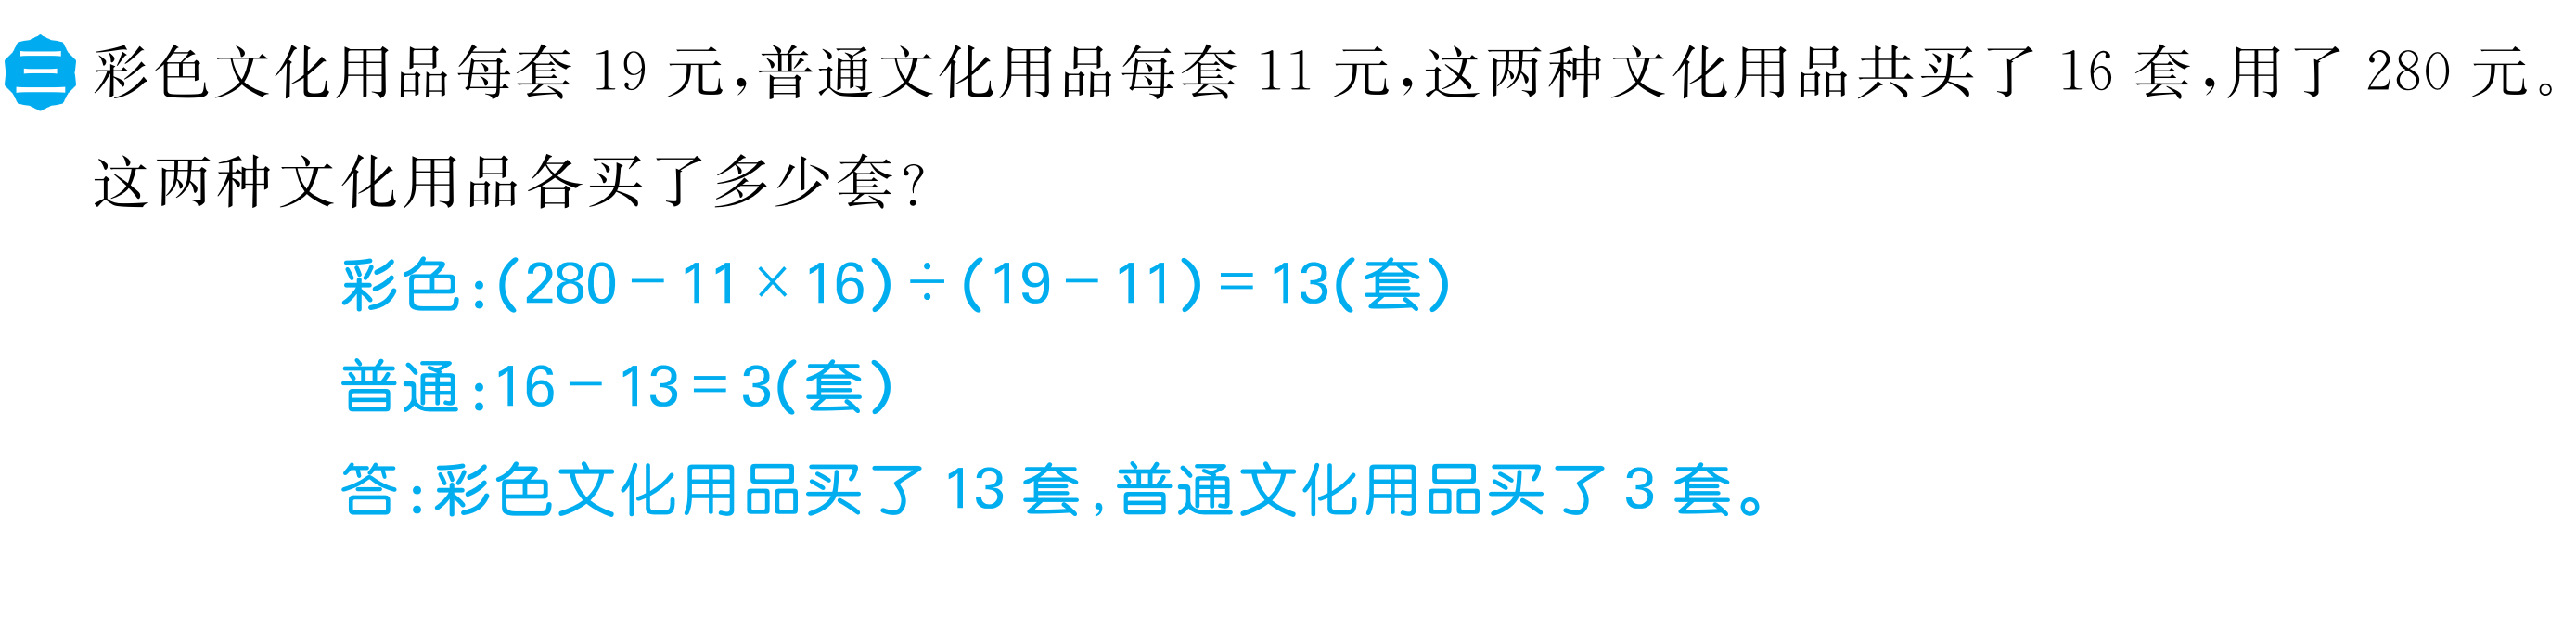 三 彩色文化用品每套 19 元,普通文化用品每套 11 元,这两种文化用品共买了 16 套,用了 280 元。
这两种文化用品各买了多少套?
彩色:(280－11×16)÷(19－11)＝13(套)
普通:16－13＝3(套)
答:彩色文化用品买了 13 套,普通文化用品买了 3 套。